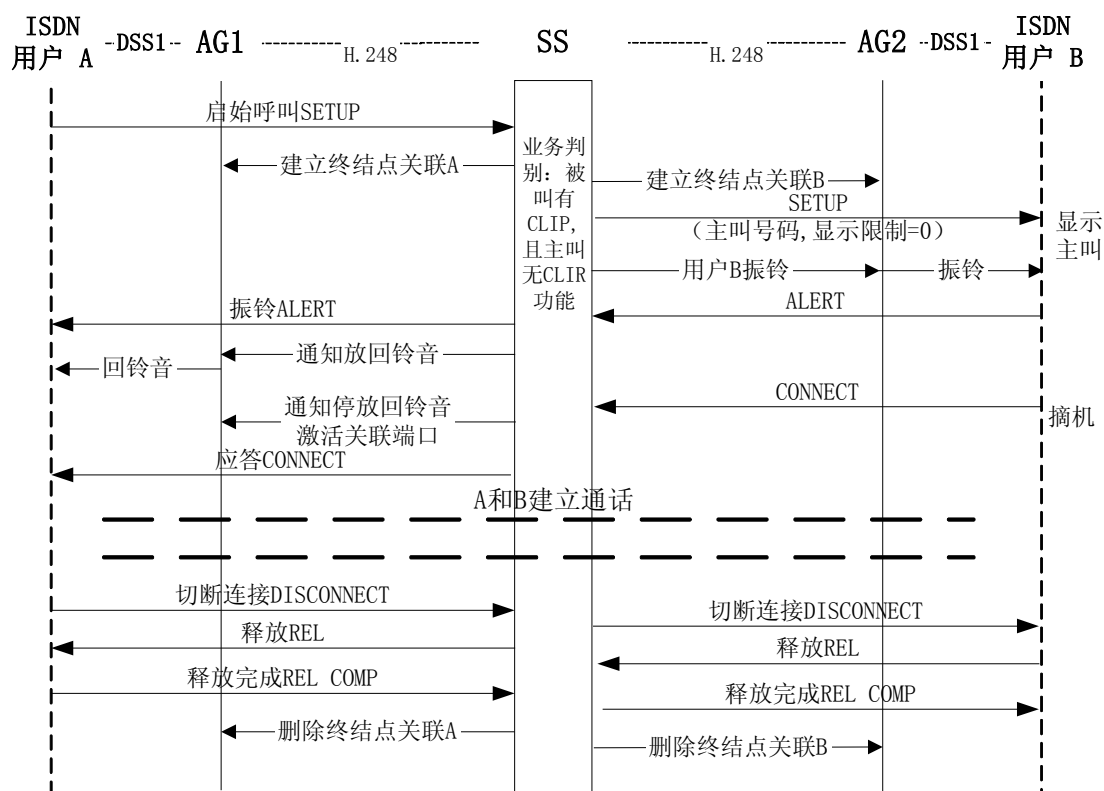 ISDN
用户 A
-DSS1-
AG1
H.248
SS
H.248
AG2
-DSS1-
ISDN
用户 B
启始呼叫SETUP
建立终结点关联A
业务判
别：被
叫有
CLIP,
且主叫
无CLIR
功能
建立终结点关联B
SETUP
（主叫号码,显示限制=0）
显示
主叫
用户B振铃
振铃
振铃ALERT
ALERT
通知放回铃音
回铃音
通知停放回铃音
激活关联端口
CONNECT
摘机
应答CONNECT
A和B建立通话
切断连接DISCONNECT
切断连接DISCONNECT
释放REL
释放REL
释放完成REL COMP
释放完成REL COMP
删除终结点关联A
删除终结点关联B